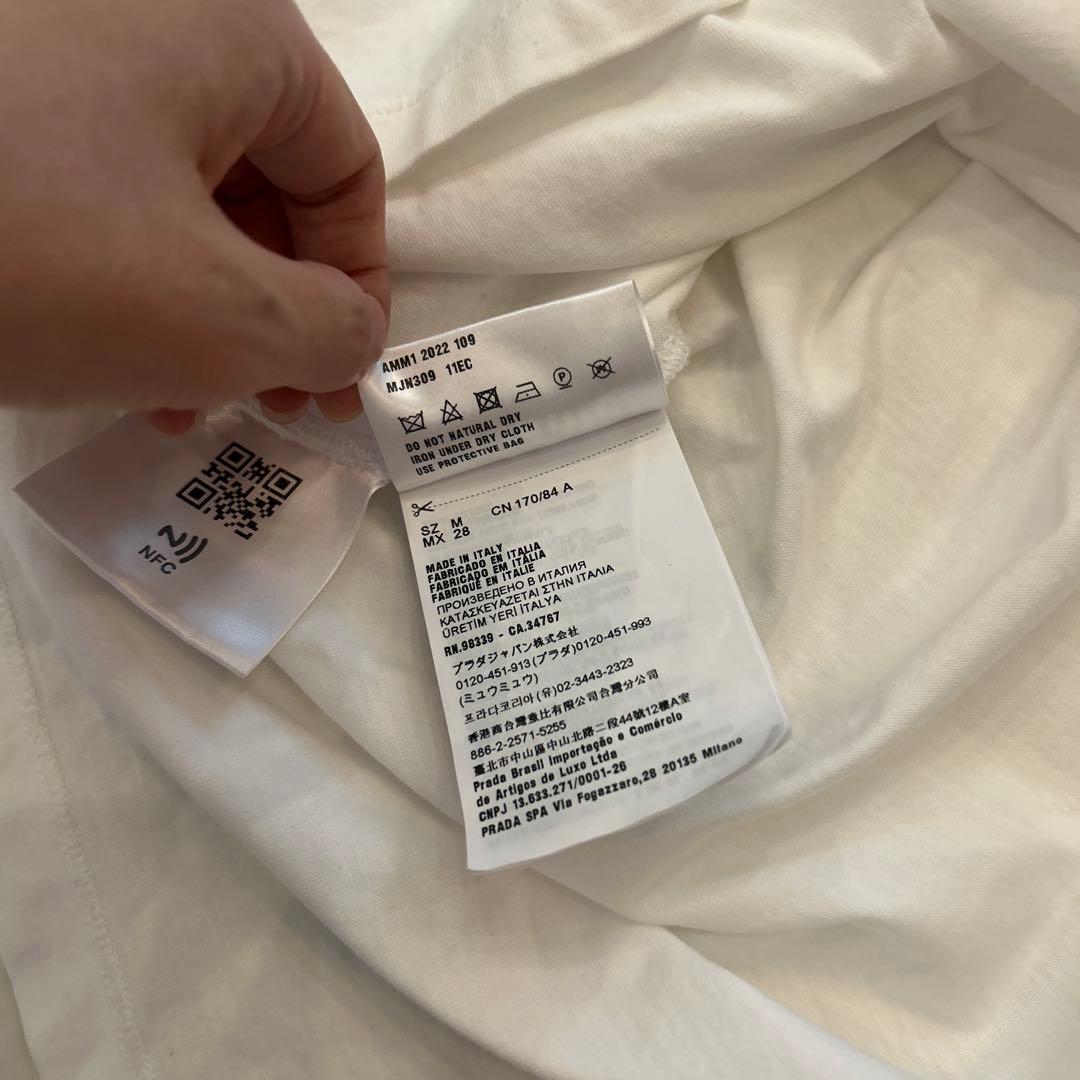 AMM1 2022 109
MJN309 11EC
DO NOT NATURAL DRY
IRON UNDER DRY CLOTH
USE PROTECTIVE BAG
SZ M CN 170/84 A
MX 28
MADE IN ITALY
FABRICADO EN ITALIA
FABRICADO EM ITÁLIA
FABRIQUÉ EN ITALIE
ПРОИЗВЕДЕНО В ИТАЛИЯ
ΚΑΤΑΣΚΕΥΑΖΕΤΑΙ ΣΤΗΝ ΙΤΑΛΙΑ
ÜRETİM YERİ İTALYA
RN.98339 - CA.34767
プラダジャパン株式会社
0120-451-913(プラダ)0120-451-993
(ミュウミュウ)
프라다코리아(유)02-3443-2323
香港商台灣意比有限公司台灣分公司
886-2-2571-5255
臺北市中山區中山北路二段44號12樓A室
Prada Brasil Importação e Comércio
de Artigos de Luxo Ltda
CNPJ 13.633.271/0001-26
PRADA SPA Via Fogazzaro,28 20135 Milano
NFC